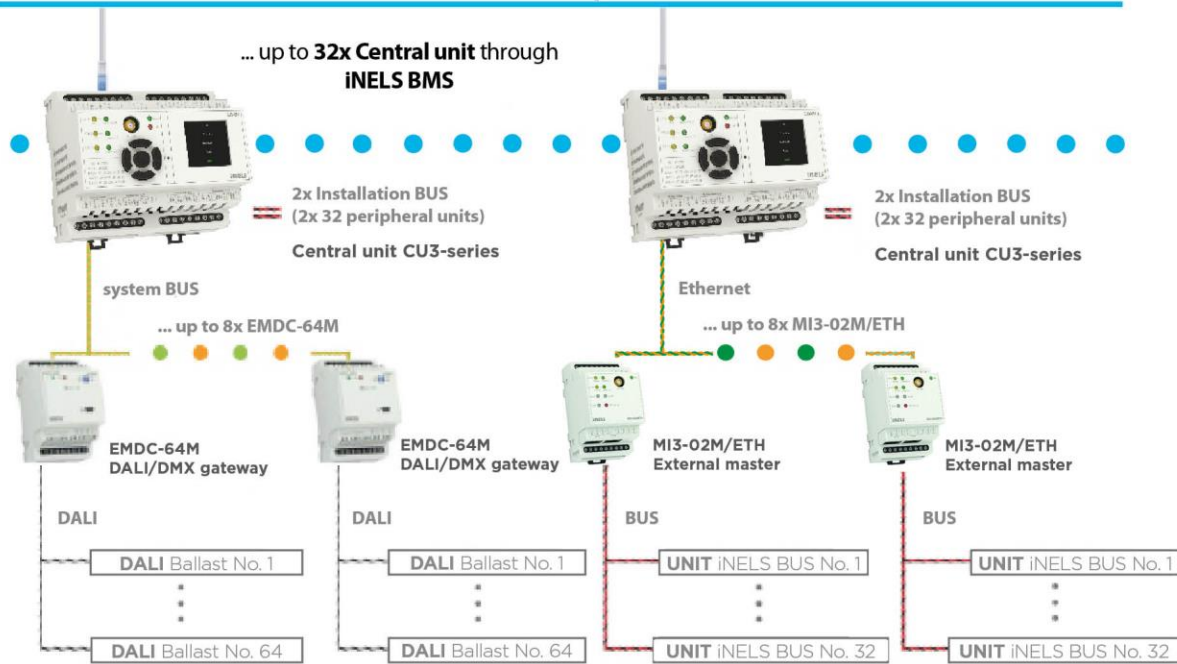 ... up to 32x Central unit through
iNELS BMS
2x Installation BUS
(2x 32 peripheral units)
Central unit CU3-series
2x Installation BUS
(2x 32 peripheral units)
Central unit CU3-series
system BUS
Ethernet
... up to 8x EMDC-64M
... up to 8x MI3-02M/ETH
EMDC-64M
DALI/DMX gateway
EMDC-64M
DALI/DMX gateway
MI3-02M/ETH
External master
MI3-02M/ETH
External master
DALI
DALI
BUS
BUS
DALI Ballast No. 1
DALI Ballast No. 1
UNIT iNELS BUS No. 1
UNIT iNELS BUS No. 1
DALI Ballast No. 64
DALI Ballast No. 64
UNIT iNELS BUS No. 32
UNIT iNELS BUS No. 32